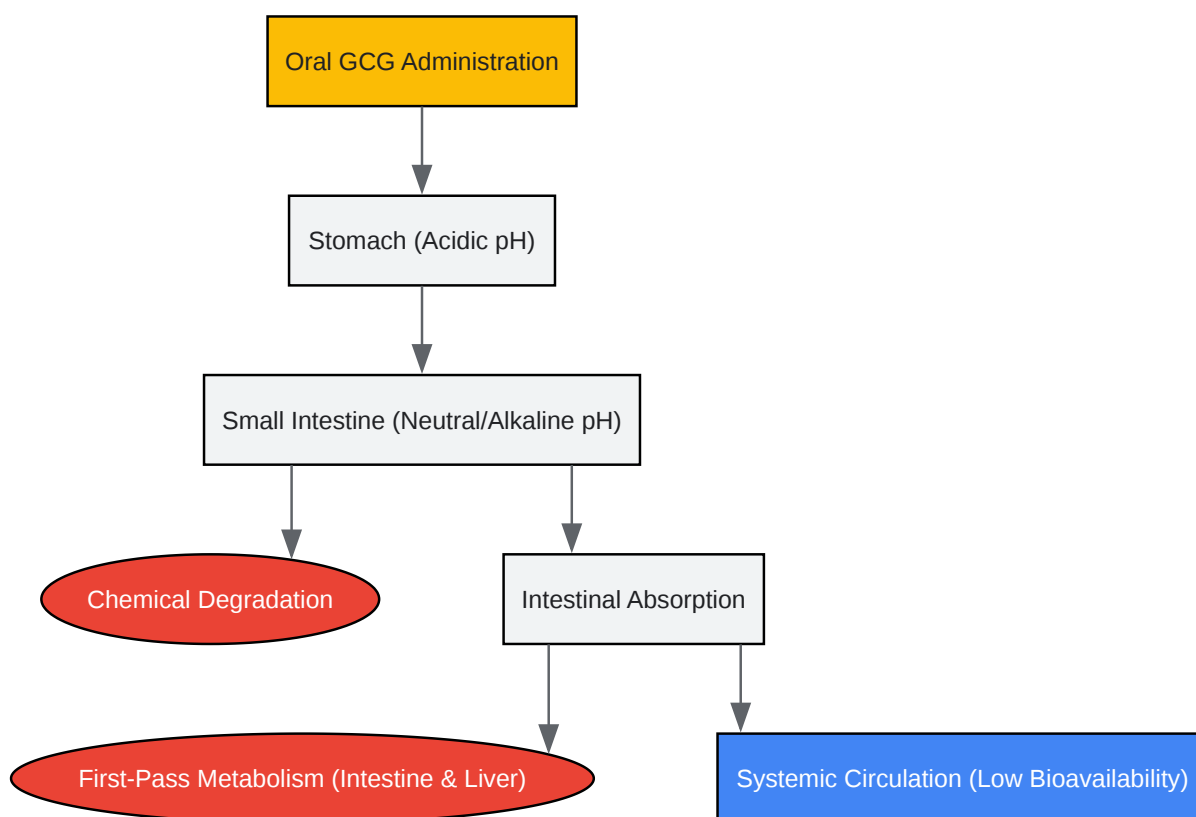 Oral GCG Administration
Stomach (Acidic pH)
Small Intestine (Neutral/Alkaline pH)
Chemical Degradation
Intestinal Absorption
First-Pass Metabolism (Intestine & Liver)
Systemic Circulation (Low Bioavailability)